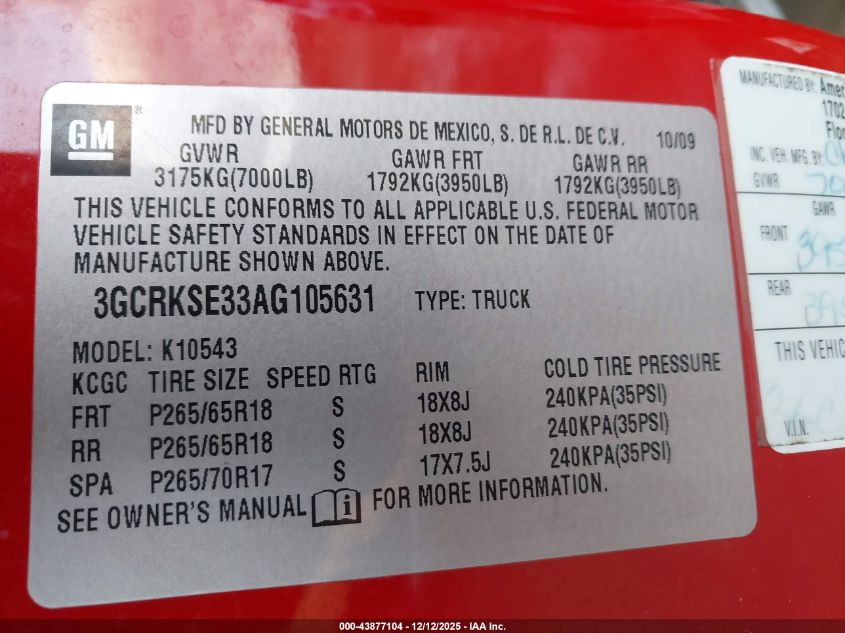 GM
MFD BY GENERAL MOTORS DE MEXICO, S. DE R.L. DE C.V. 10/09
GVWR GAWR FRT GAWR RR
3175KG(7000LB) 1792KG(3950LB) 1792KG(3950LB)
THIS VEHICLE CONFORMS TO ALL APPLICABLE U.S. FEDERAL MOTOR
VEHICLE SAFETY STANDARDS IN EFFECT ON THE DATE OF
MANUFACTURE SHOWN ABOVE.
3GCRKSE33AG105631 TYPE: TRUCK
MODEL: K10543
KCGC TIRE SIZE SPEED RTG RIM COLD TIRE PRESSURE
FRT P265/65R18 S 18X8J 240KPA(35PSI)
RR P265/65R18 S 18X8J 240KPA(35PSI)
SPA P265/70R17 S 17X7.5J 240KPA(35PSI)
SEE OWNER'S MANUAL i FOR MORE INFORMATION.
MANUFACTURED BY:
1702
INC. VEH. MFG. BY
GVWR
GAWR
FRONT
REAR
THIS
V.I.N.
000-43877104 - 12/12/2025 - IAA Inc.